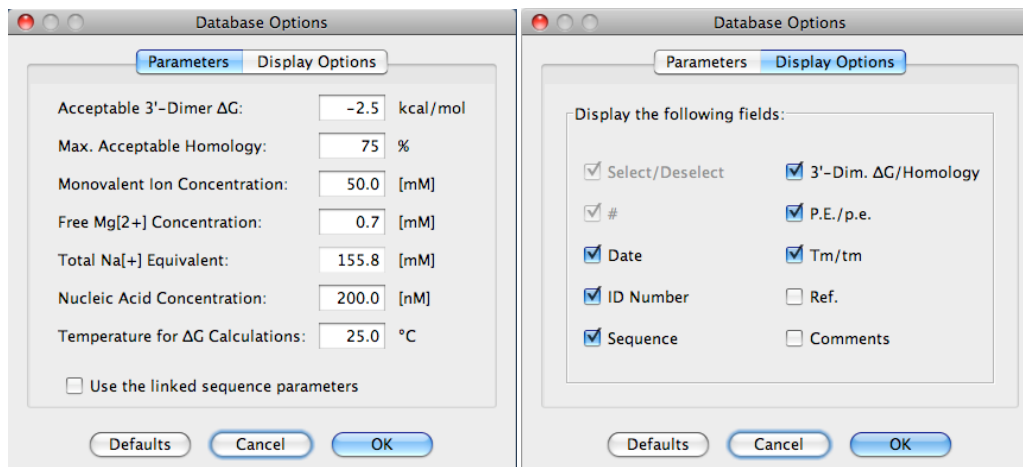 Database Options
Parameters Display Options
Acceptable 3'-Dimer ΔG: -2.5 kcal/mol
Max. Acceptable Homology: 75 %
Monovalent Ion Concentration: 50.0 [mM]
Free Mg[2+] Concentration: 0.7 [mM]
Total Na[+] Equivalent: 155.8 [mM]
Nucleic Acid Concentration: 200.0 [nM]
Temperature for ΔG Calculations: 25.0 °C
Use the linked sequence parameters
Defaults Cancel OK
Database Options
Parameters Display Options
Display the following fields:
Select/Deselect 3'-Dim. ΔG/Homology
# P.E./p.e.
Date Tm/tm
ID Number Ref.
Sequence Comments
Defaults Cancel OK